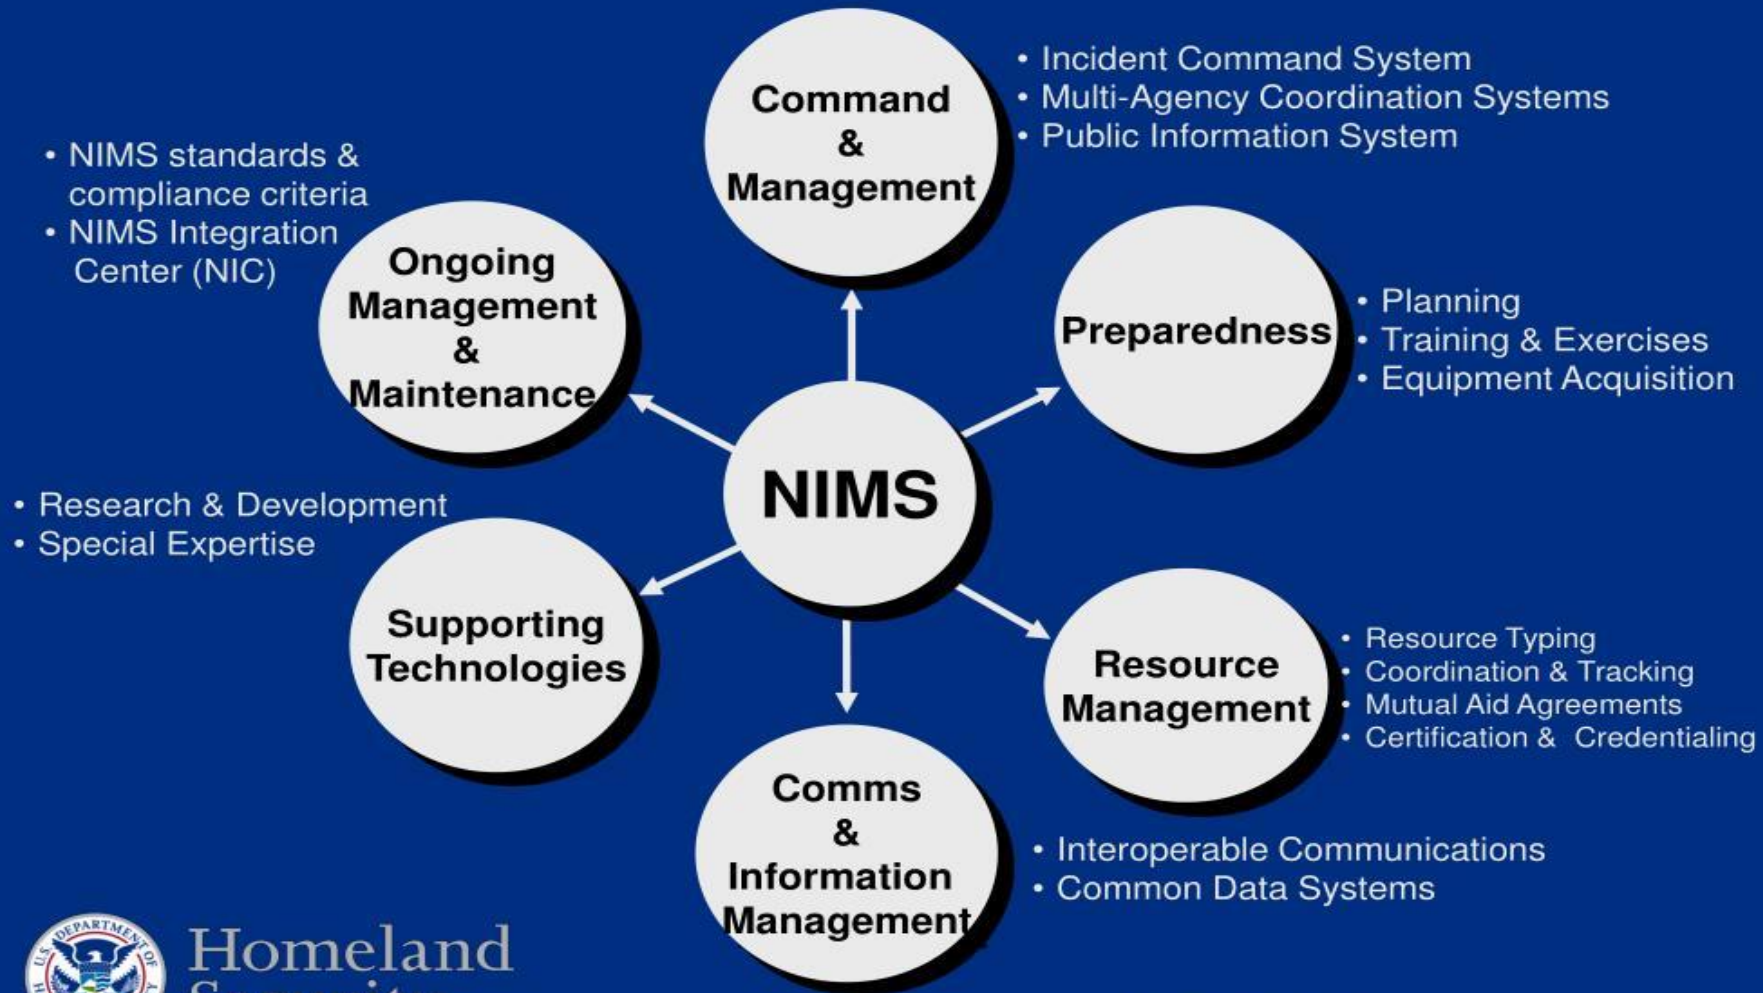 Command
&
Management
• Incident Command System
• Multi-Agency Coordination Systems
• Public Information System
• NIMS standards &
compliance criteria
• NIMS Integration
Center (NIC)
Ongoing
Management
&
Maintenance
Preparedness
• Planning
• Training & Exercises
• Equipment Acquisition
NIMS
• Research & Development
• Special Expertise
Supporting
Technologies
Resource
Management
• Resource Typing
• Coordination & Tracking
• Mutual Aid Agreements
• Certification & Credentialing
Comms
&
Information
Management
• Interoperable Communications
• Common Data Systems
U.S. DEPARTMENT OF
Homeland